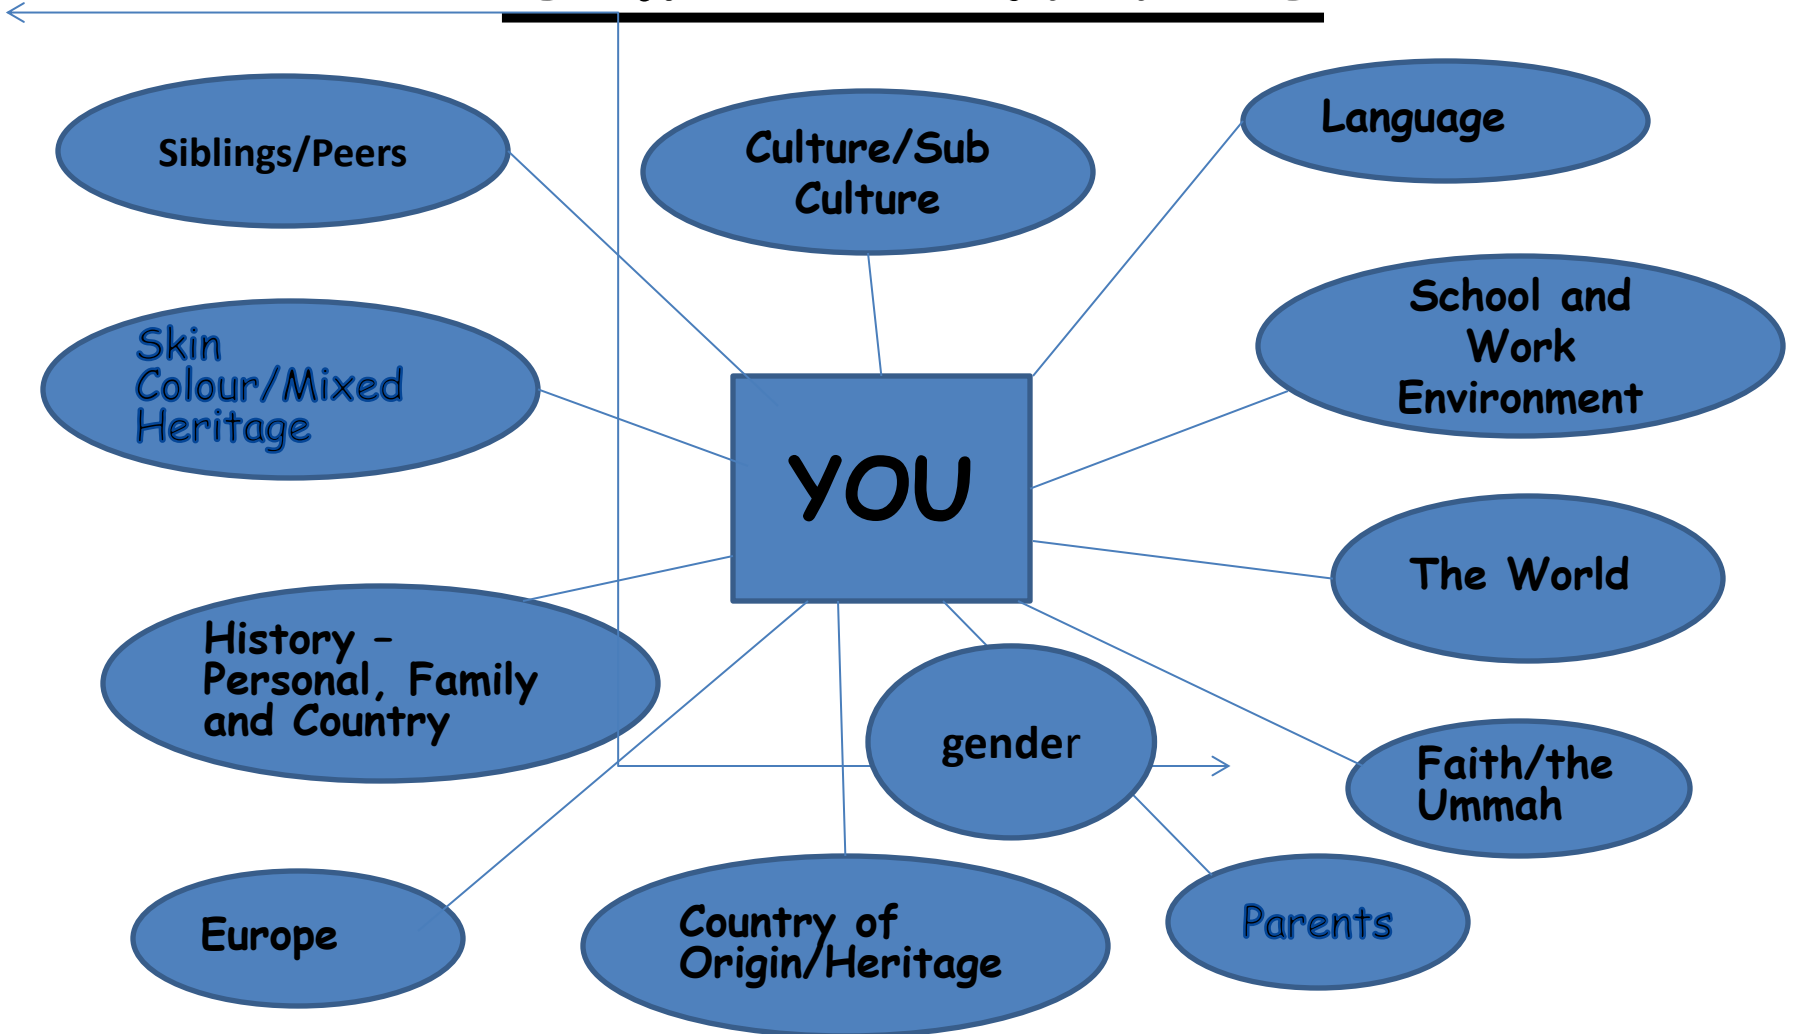 Siblings/Peers
Culture/Sub
Culture
Language
Skin
Colour/Mixed
Heritage
School and
Work
Environment
YOU
The World
History –
Personal, Family
and Country
gender
Faith/the
Ummah
Europe
Country of
Origin/Heritage
Parents